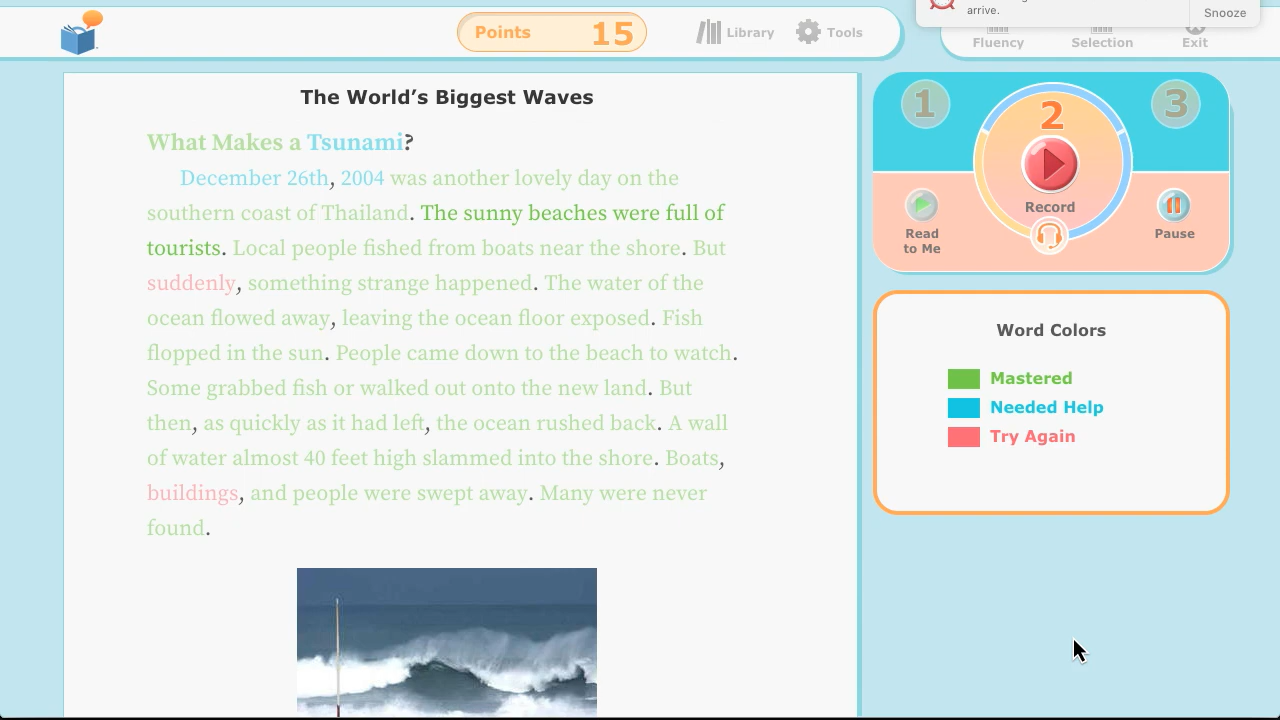 arrive.
Snooze
Points 15
Library
Tools
Fluency
Selection
Exit
The World’s Biggest Waves
What Makes a Tsunami?
December 26th, 2004 was another lovely day on the
southern coast of Thailand. The sunny beaches were full of
tourists. Local people fished from boats near the shore. But
suddenly, something strange happened. The water of the
ocean flowed away, leaving the ocean floor exposed. Fish
flopped in the sun. People came down to the beach to watch.
Some grabbed fish or walked out onto the new land. But
then, as quickly as it had left, the ocean rushed back. A wall
of water almost 40 feet high slammed into the shore. Boats,
buildings, and people were swept away. Many were never
found.
1
2
3
Record
Read
to Me
Pause
Word Colors
Mastered
Needed Help
Try Again